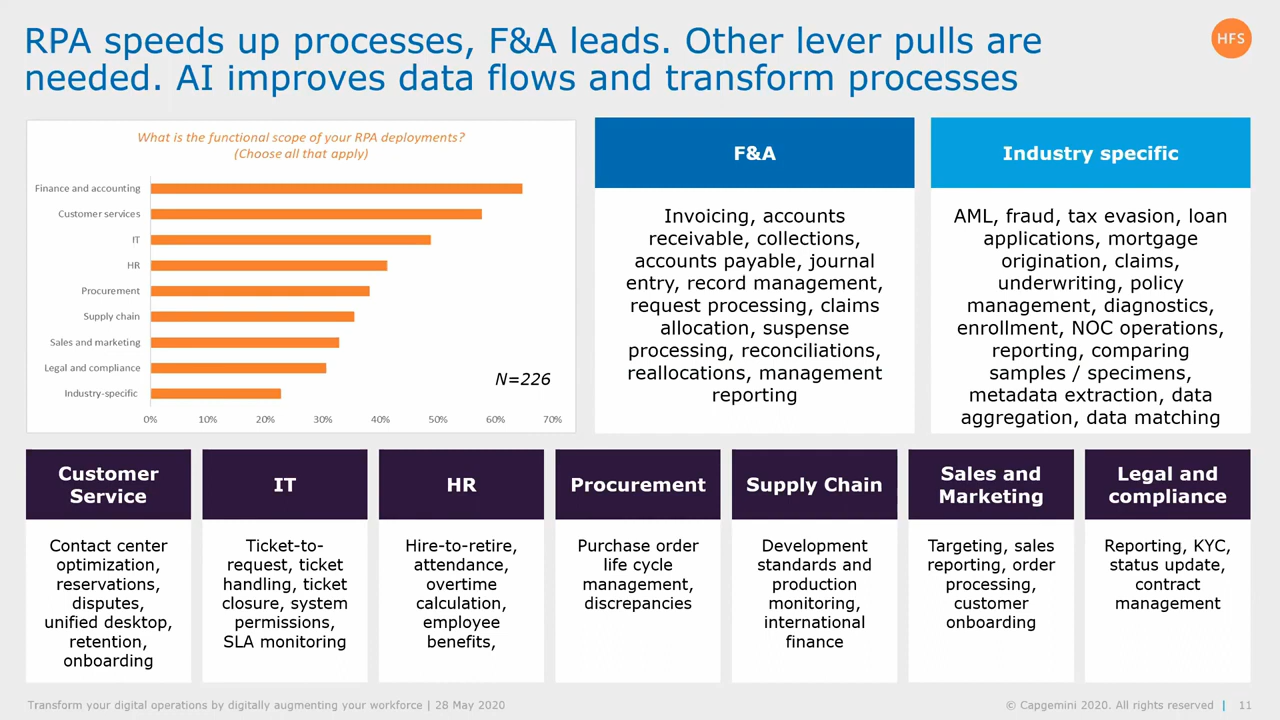 RPA speeds up processes, F&A leads. Other lever pulls are
needed. AI improves data flows and transform processes
HFS
What is the functional scope of your RPA deployments?
(Choose all that apply)
Finance and accounting
Customer services
IT
HR
Procurement
Supply chain
Sales and marketing
Legal and compliance
Industry-specific
N=226
0% 10% 20% 30% 40% 50% 60% 70%
F&A
Invoicing, accounts
receivable, collections,
accounts payable, journal
entry, record management,
request processing, claims
allocation, suspense
processing, reconciliations,
reallocations, management
reporting
Industry specific
AML, fraud, tax evasion, loan
applications, mortgage
origination, claims,
underwriting, policy
management, diagnostics,
enrollment, NOC operations,
reporting, comparing
samples / specimens,
metadata extraction, data
aggregation, data matching
Customer
Service
Contact center
optimization,
reservations,
disputes,
unified desktop,
retention,
onboarding
IT
Ticket-to-
request, ticket
handling, ticket
closure, system
permissions,
SLA monitoring
HR
Hire-to-retire,
attendance,
overtime
calculation,
employee
benefits,
Procurement
Purchase order
life cycle
management,
discrepancies
Supply Chain
Development
standards and
production
monitoring,
international
finance
Sales and
Marketing
Targeting, sales
reporting, order
processing,
customer
onboarding
Legal and
compliance
Reporting, KYC,
status update,
contract
management
Transform your digital operations by digitally augmenting your workforce | 28 May 2020
© Capgemini 2020. All rights reserved | 11